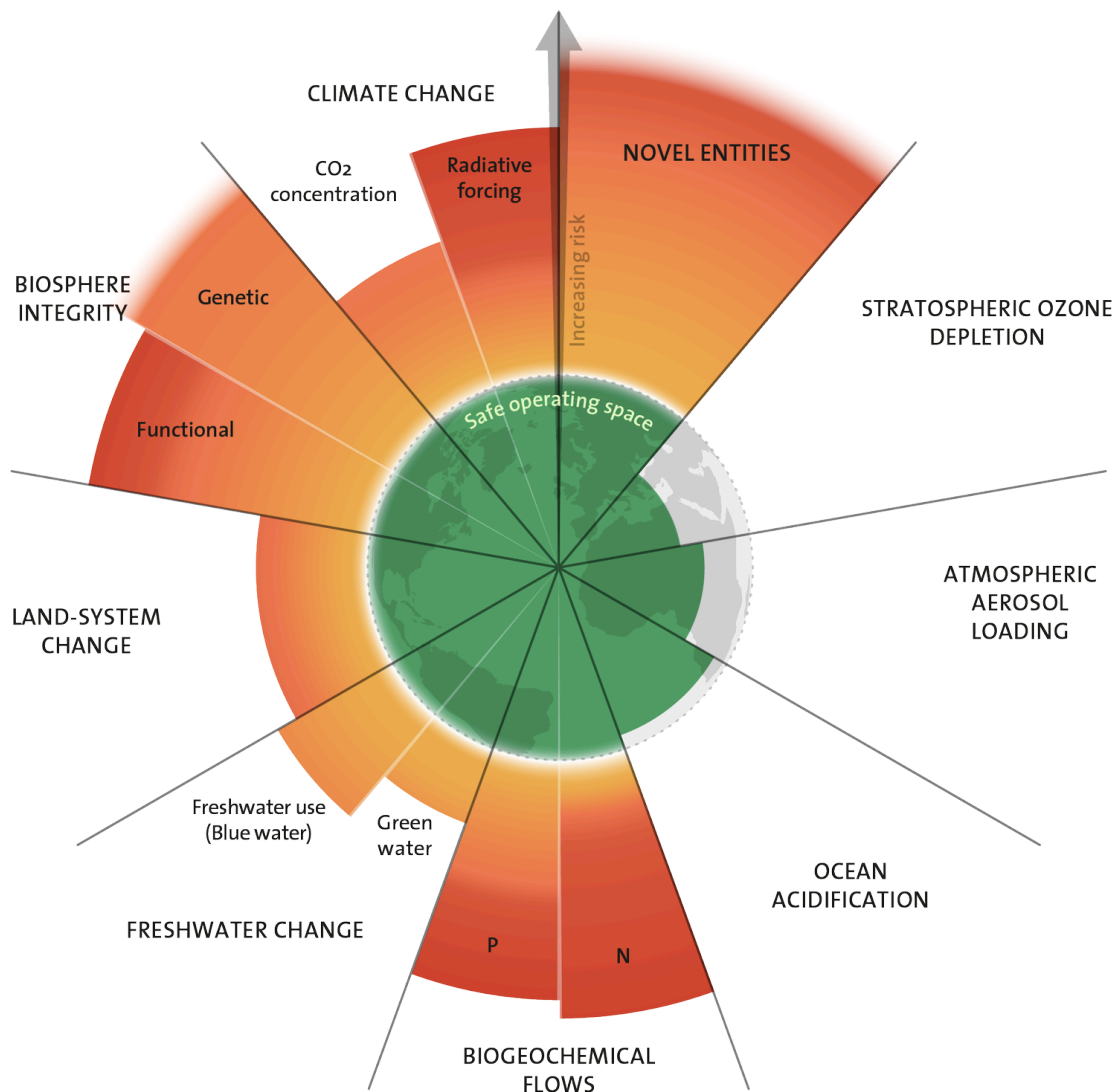 CLIMATE CHANGE
CO2
concentration
Radiative
forcing
NOVEL ENTITIES
Increasing risk
STRATOSPHERIC OZONE
DEPLETION
BIOSPHERE
INTEGRITY
Genetic
Functional
Safe operating space
ATMOSPHERIC
AEROSOL
LOADING
LAND-SYSTEM
CHANGE
Freshwater use
(Blue water)
Green
water
FRESHWATER CHANGE
OCEAN
ACIDIFICATION
P
N
BIOGEOCHEMICAL
FLOWS